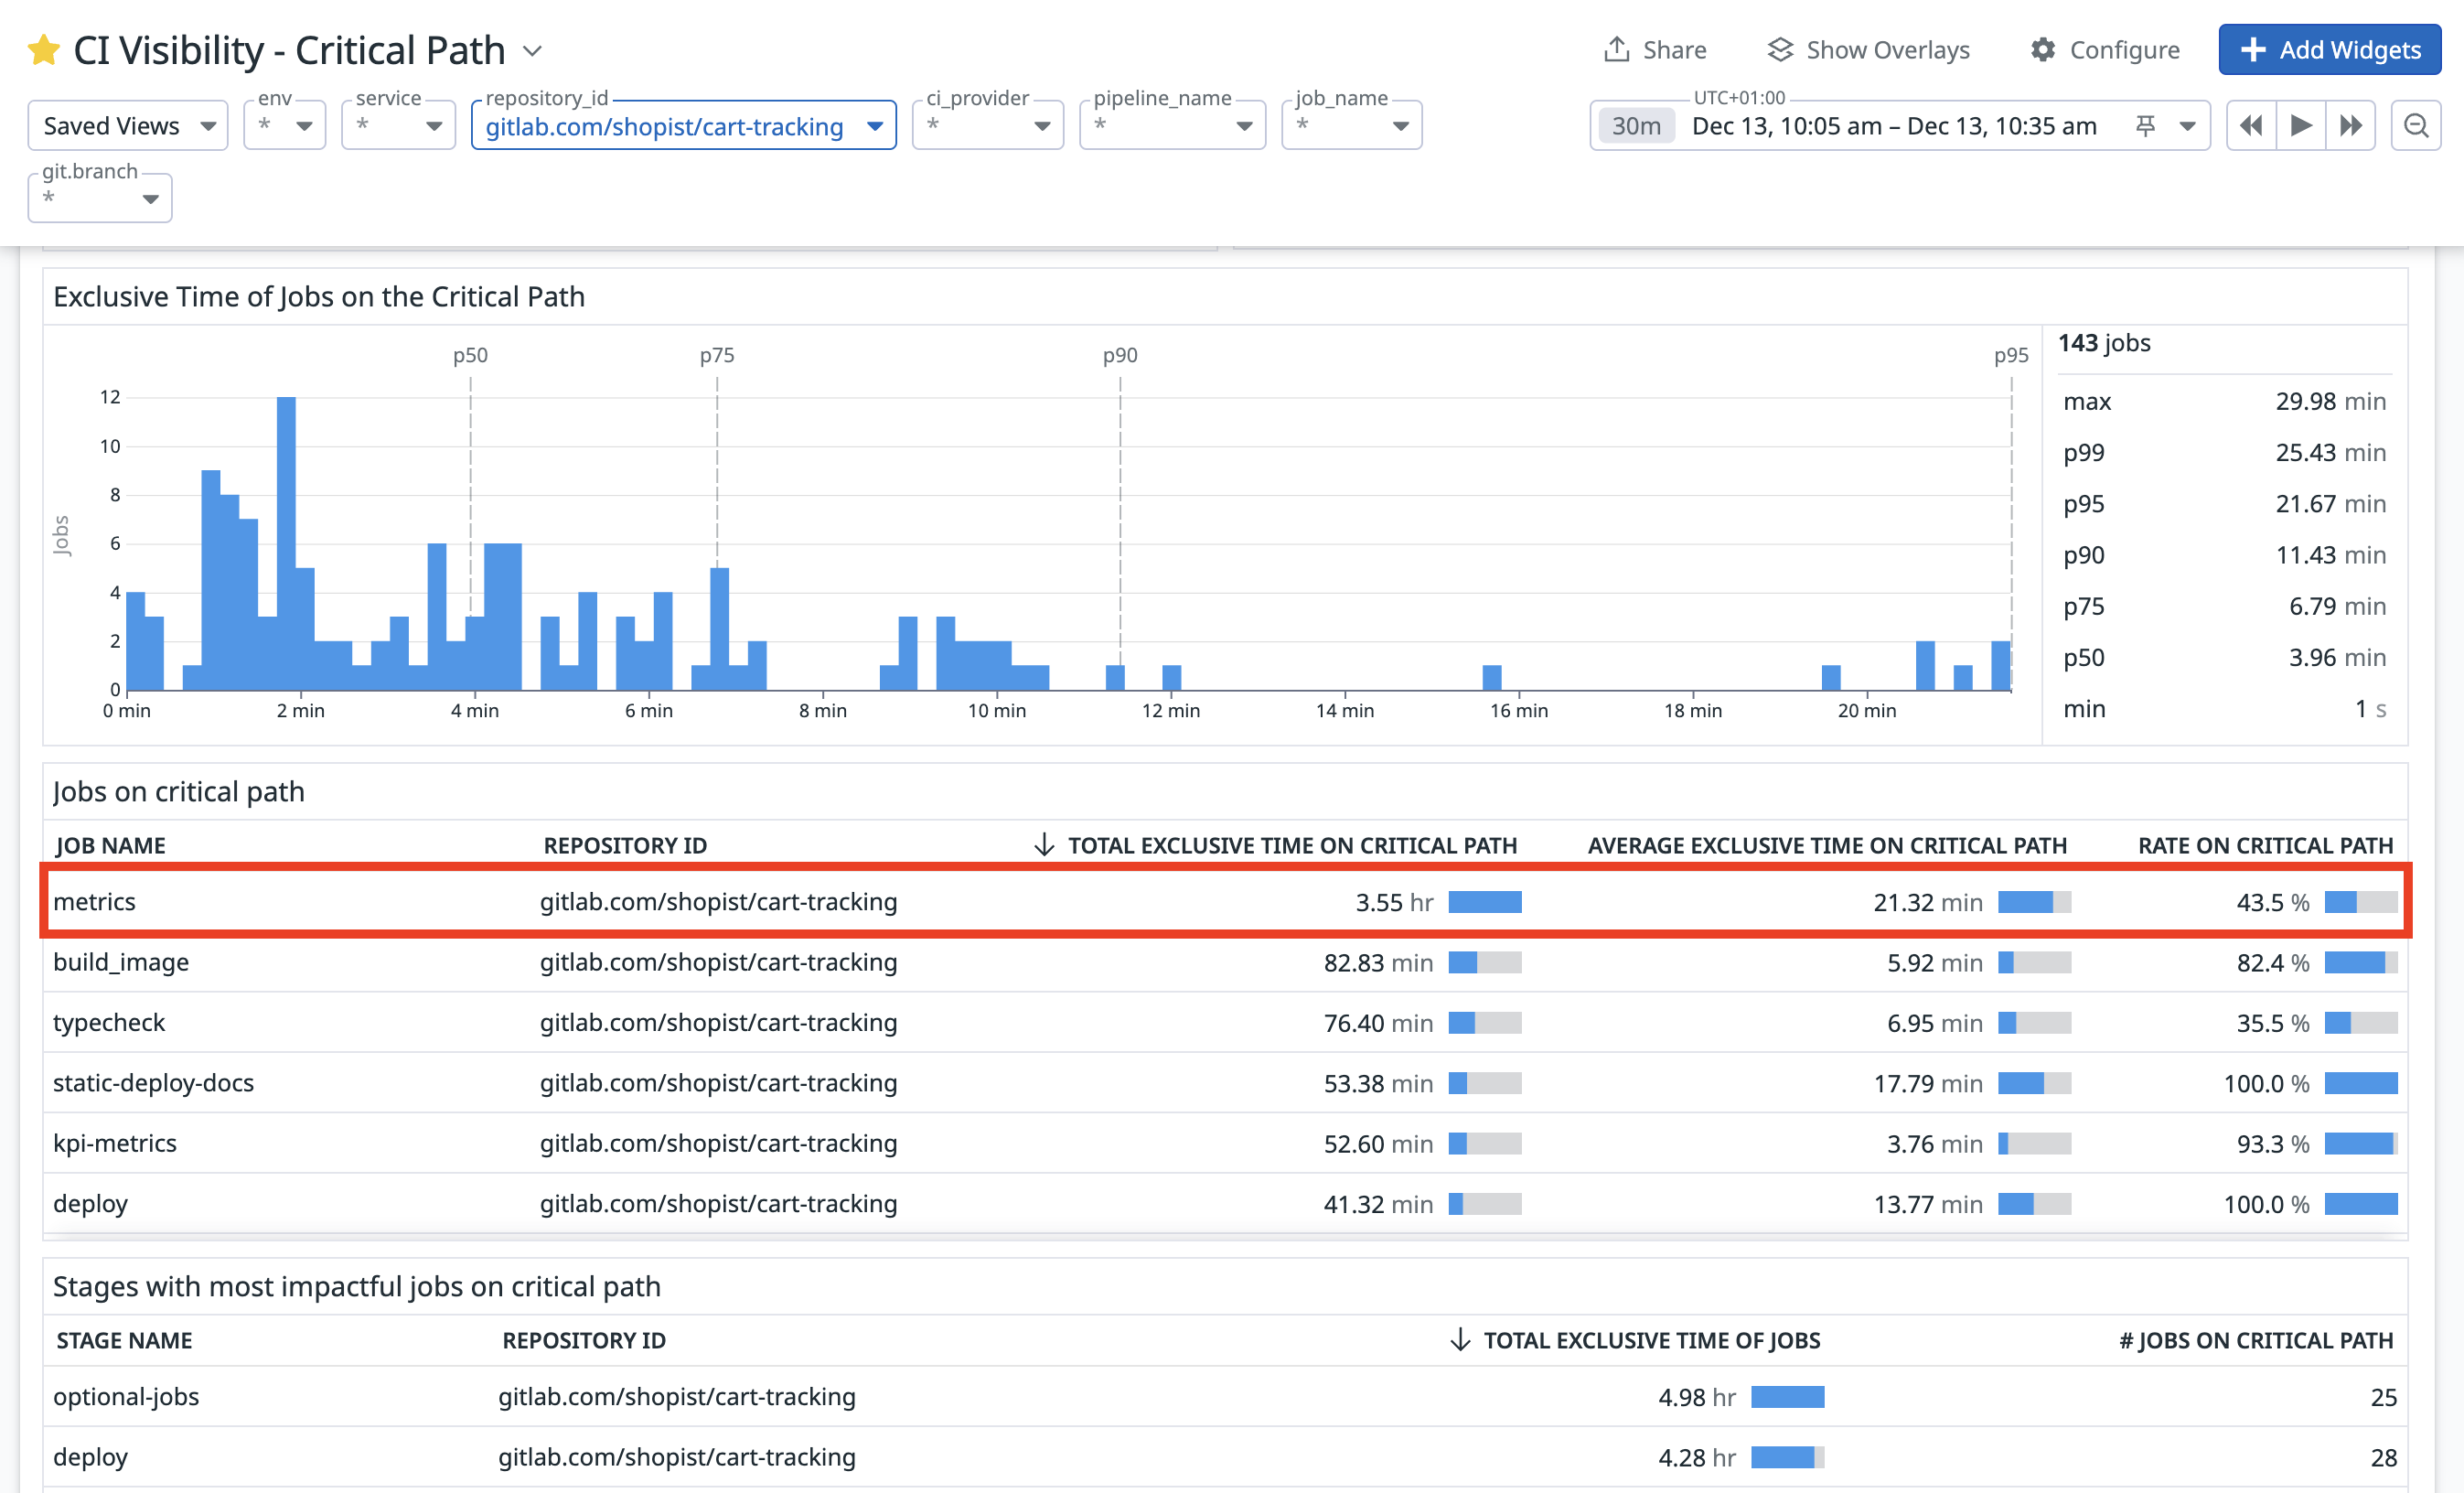 CI Visibility - Critical Path
Share
Show Overlays
Configure
Add Widgets
Saved Views
env
*
service
*
repository_id
gitlab.com/shopist/cart-tracking
ci_provider
*
pipeline_name
*
job_name
*
UTC+01:00
30m Dec 13, 10:05 am – Dec 13, 10:35 am
git.branch
*
Exclusive Time of Jobs on the Critical Path
p50 p75 p90 p95
Jobs
12
10
8
6
4
2
0
0 min 2 min 4 min 6 min 8 min 10 min 12 min 14 min 16 min 18 min 20 min
143 jobs
max 29.98 min
p99 25.43 min
p95 21.67 min
p90 11.43 min
p75 6.79 min
p50 3.96 min
min 1 s
Jobs on critical path
JOB NAME REPOSITORY ID TOTAL EXCLUSIVE TIME ON CRITICAL PATH AVERAGE EXCLUSIVE TIME ON CRITICAL PATH RATE ON CRITICAL PATH
metrics gitlab.com/shopist/cart-tracking 3.55 hr 21.32 min 43.5 %
build_image gitlab.com/shopist/cart-tracking 82.83 min 5.92 min 82.4 %
typecheck gitlab.com/shopist/cart-tracking 76.40 min 6.95 min 35.5 %
static-deploy-docs gitlab.com/shopist/cart-tracking 53.38 min 17.79 min 100.0 %
kpi-metrics gitlab.com/shopist/cart-tracking 52.60 min 3.76 min 93.3 %
deploy gitlab.com/shopist/cart-tracking 41.32 min 13.77 min 100.0 %
Stages with most impactful jobs on critical path
STAGE NAME REPOSITORY ID TOTAL EXCLUSIVE TIME OF JOBS # JOBS ON CRITICAL PATH
optional-jobs gitlab.com/shopist/cart-tracking 4.98 hr 25
deploy gitlab.com/shopist/cart-tracking 4.28 hr 28